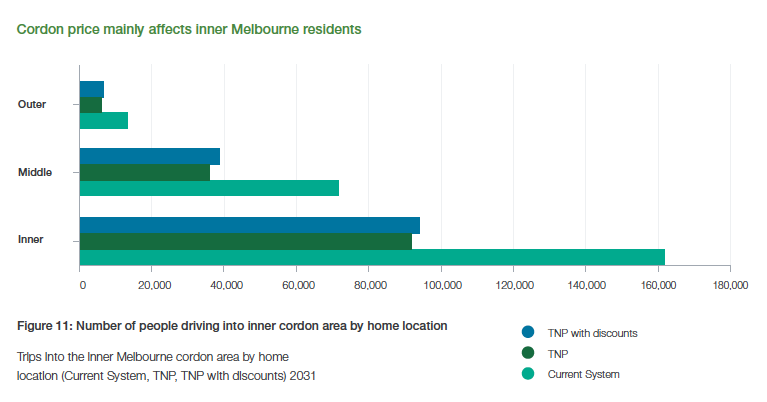 Cordon price mainly affects inner Melbourne residents
Outer
Middle
Inner
0 20,000 40,000 60,000 80,000 100,000 120,000 140,000 160,000 180,000
Figure 11: Number of people driving into inner cordon area by home location
Trips into the Inner Melbourne cordon area by home
location (Current System, TNP, TNP with discounts) 2031
TNP with discounts
TNP
Current System